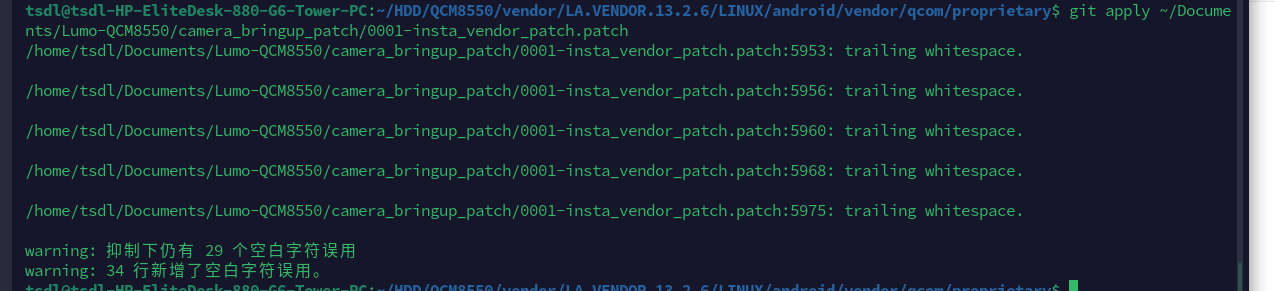 tsdl@tsdl-HP-EliteDesk-880-G6-Tower-PC:~/HDD/QCM8550/vendor/LA.VENDOR.13.2.6/LINUX/android/vendor/qcom/proprietary$ git apply ~/Docume
nts/Lumo-QCM8550/camera_bringup_patch/0001-insta_vendor_patch.patch
/home/tsdl/Documents/Lumo-QCM8550/camera_bringup_patch/0001-insta_vendor_patch.patch:5953: trailing whitespace.
/home/tsdl/Documents/Lumo-QCM8550/camera_bringup_patch/0001-insta_vendor_patch.patch:5956: trailing whitespace.
/home/tsdl/Documents/Lumo-QCM8550/camera_bringup_patch/0001-insta_vendor_patch.patch:5960: trailing whitespace.
/home/tsdl/Documents/Lumo-QCM8550/camera_bringup_patch/0001-insta_vendor_patch.patch:5968: trailing whitespace.
/home/tsdl/Documents/Lumo-QCM8550/camera_bringup_patch/0001-insta_vendor_patch.patch:5975: trailing whitespace.
warning: 抑制下仍有 29 个空白字符误用
warning: 34 行新增了空白字符误用。
tsdl@tsdl-HP-EliteDesk-880-G6-Tower-PC:~/HDD/QCM8550/vendor/LA.VENDOR.13.2.6/LINUX/android/vendor/qcom/proprietary$